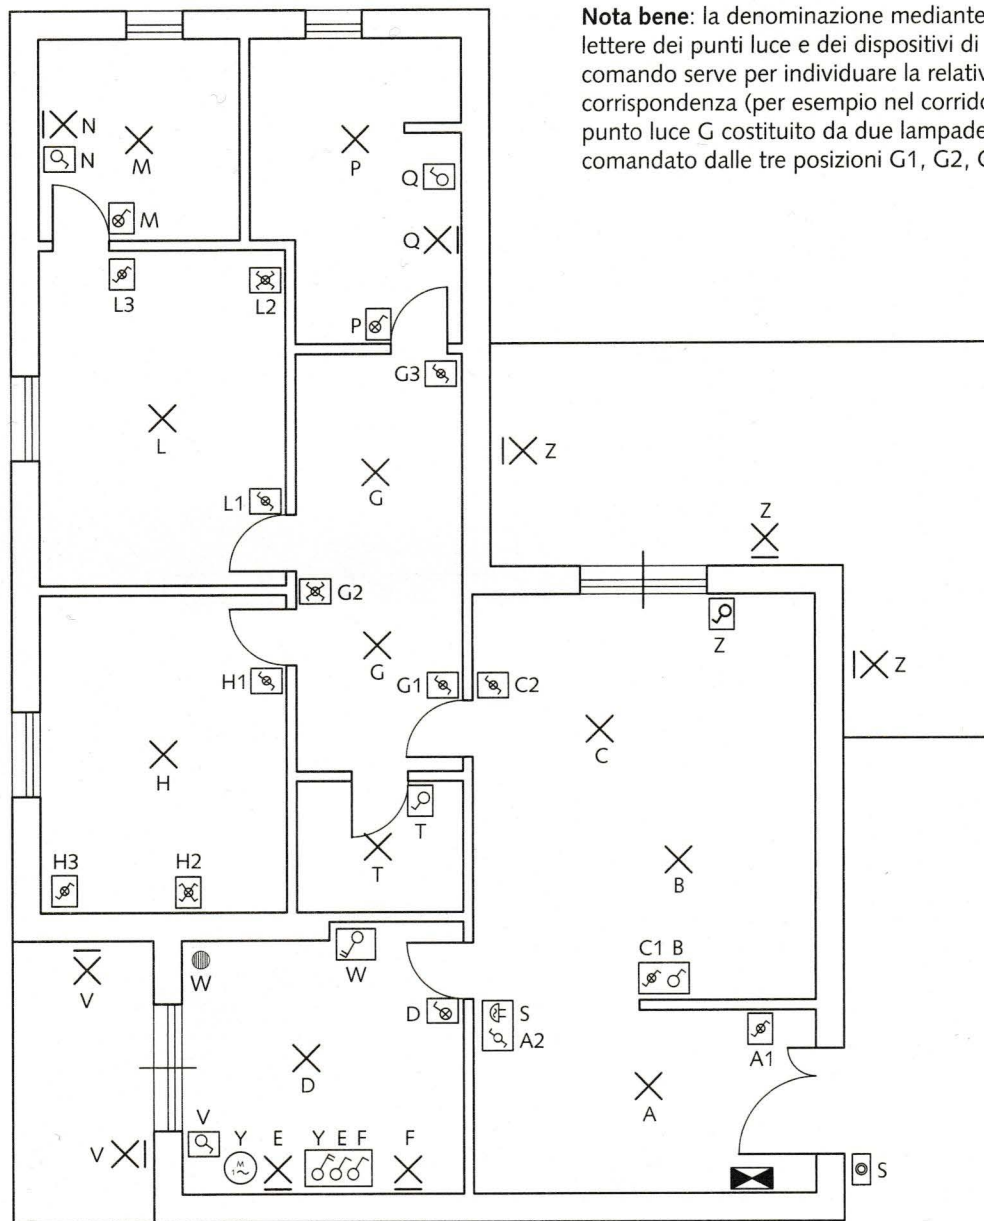 Nota bene: la denominazione mediante
lettere dei punti luce e dei dispositivi di
comando serve per individuare la relativ
corrispondenza (per esempio nel corrido
punto luce G costituito da due lampade
comandato dalle tre posizioni G1, G2, G
N
N
M
P
Q
M
Q
L3
L2
P
G3
L
G
Z
Z
L1
G2
Z
G
H1
G1
C2
Z
C
H
T
T
B
H3
H2
C1 B
W
W
V
D
S
A2
A1
D
A
V
V
Y
E
Y E F
F
M
1~
S